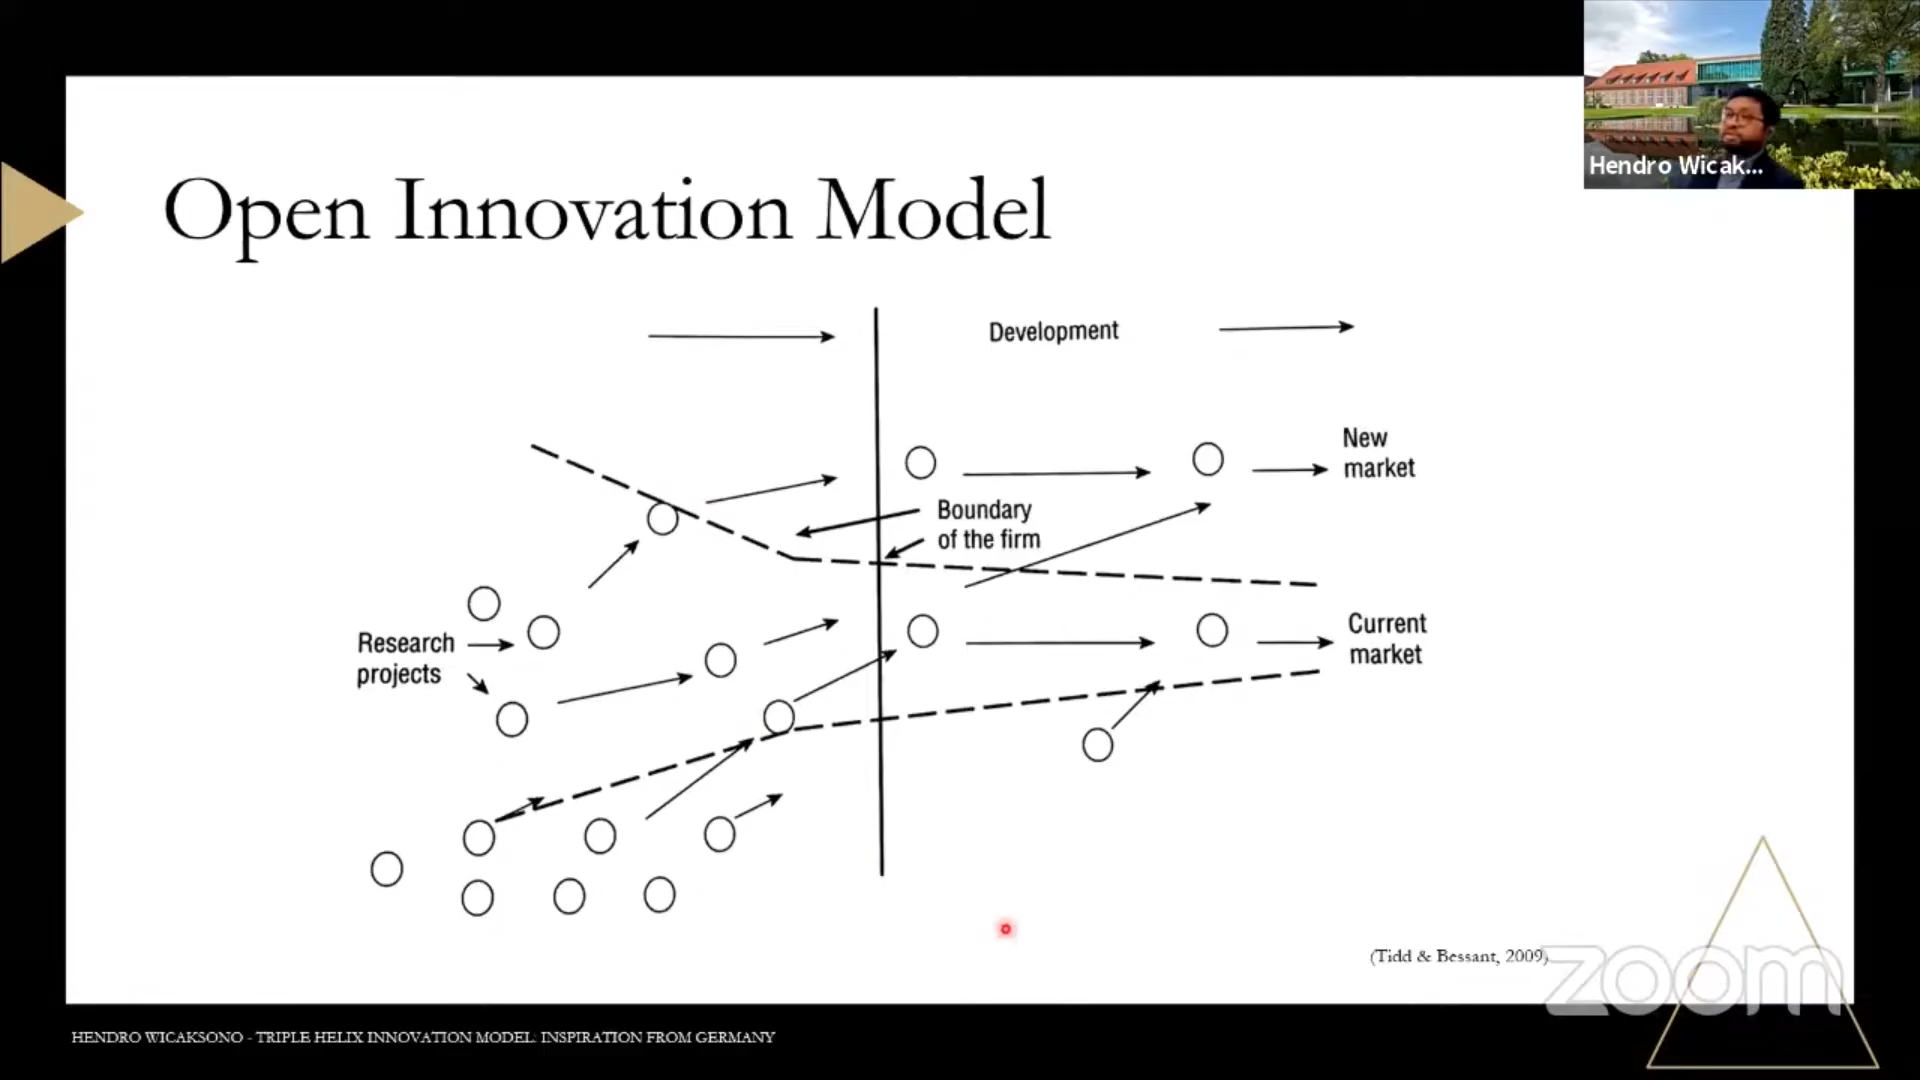 Hendro Wicak...
Open Innovation Model
Development
New
market
Boundary
of the firm
Research
projects
Current
market
(Tidd & Bessant, 2009)
zoom
HENDRO WICAKSONO - TRIPLE HELIX INNOVATION MODEL: INSPIRATION FROM GERMANY